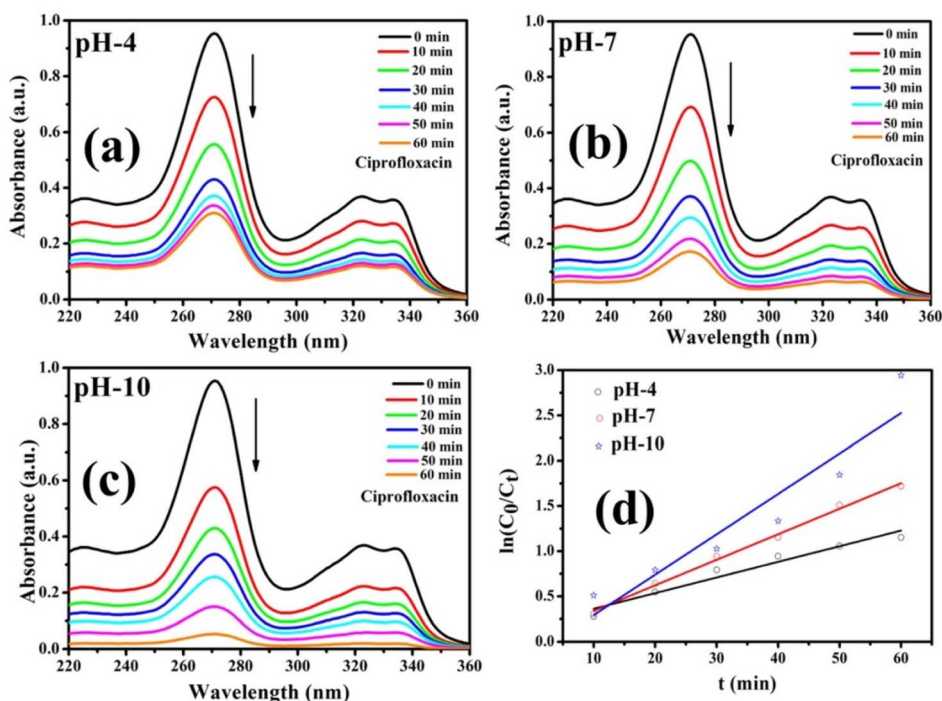 pH-4
0 min
10 min
20 min
30 min
40 min
50 min
60 min
Ciprofloxacin
(a)
Absorbance (a.u.)
1.0
0.8
0.6
0.4
0.2
0.0
220 240 260 280 300 320 340 360
Wavelength (nm)
pH-7
0 min
10 min
20 min
30 min
40 min
50 min
60 min
Ciprofloxacin
(b)
Absorbance (a.u.)
1.0
0.8
0.6
0.4
0.2
0.0
220 240 260 280 300 320 340 360
Wavelength (nm)
pH-10
0 min
10 min
20 min
30 min
40 min
50 min
60 min
Ciprofloxacin
(c)
Absorbance (a.u.)
1.0
0.8
0.6
0.4
0.2
0.0
220 240 260 280 300 320 340 360
Wavelength (nm)
pH-4
pH-7
pH-10
(d)
ln(C0/Ct)
3.0
2.5
2.0
1.5
1.0
0.5
0.0
10 20 30 40 50 60
t (min)